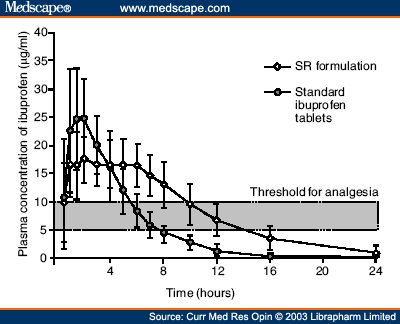 Medscape® www.medscape.com
Plasma concentration of ibuprofen (µg/ml)
40
35
30
25
20
15
10
5
0
SR formulation
Standard
ibuprofen
tablets
Threshold for analgesia
4 8 12 16 20 24
Time (hours)
Source: Curr Med Res Opin © 2003 Librapharm Limited